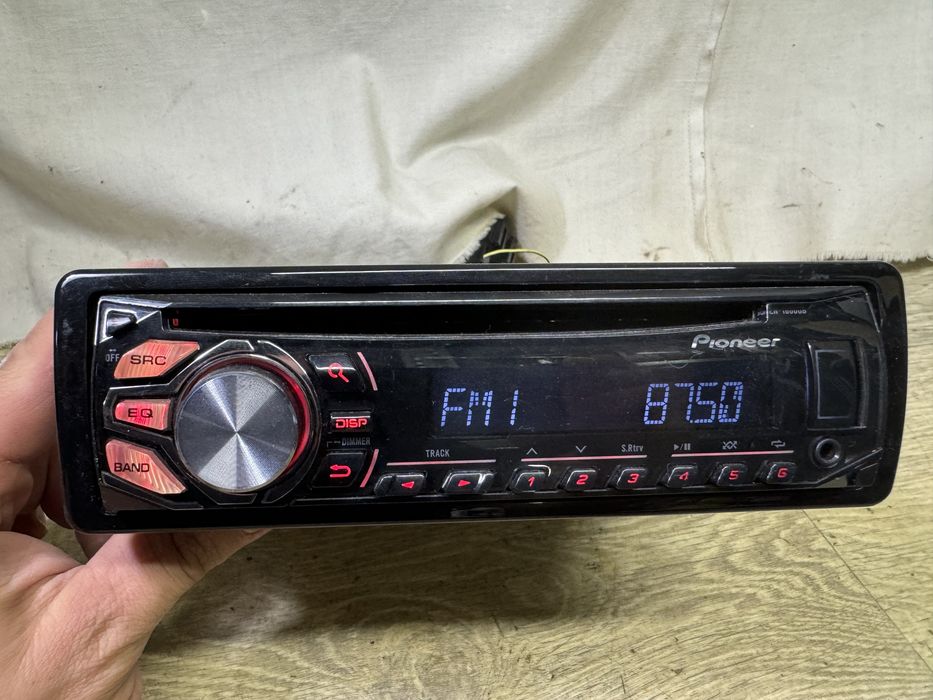 Pioneer
OFF
SRC
EQ
DISP
DIMMER
BAND
FM1 87.50
TRACK
S.Rtrv
1 2 3 4 5 6